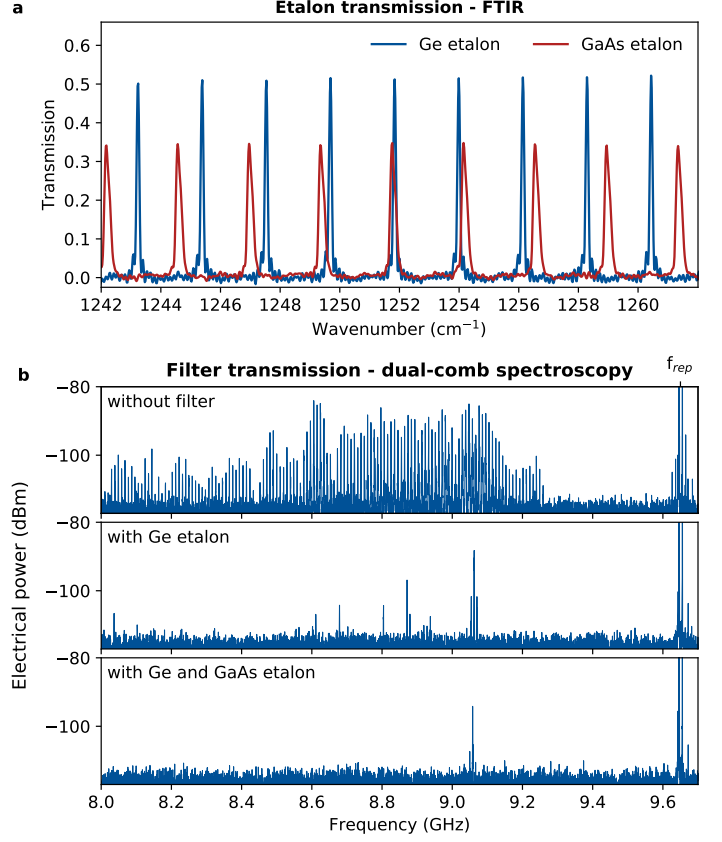 a
Etalon transmission - FTIR
Ge etalon
GaAs etalon
Transmission
0.6
0.5
0.4
0.3
0.2
0.1
0.0
1242 1244 1246 1248 1250 1252 1254 1256 1258 1260
Wavenumber (cm⁻¹)
b
Filter transmission - dual-comb spectroscopy
f_rep
Electrical power (dBm)
−80
without filter
−100
−80
with Ge etalon
−100
−80
with Ge and GaAs etalon
−100
8.0 8.2 8.4 8.6 8.8 9.0 9.2 9.4 9.6
Frequency (GHz)